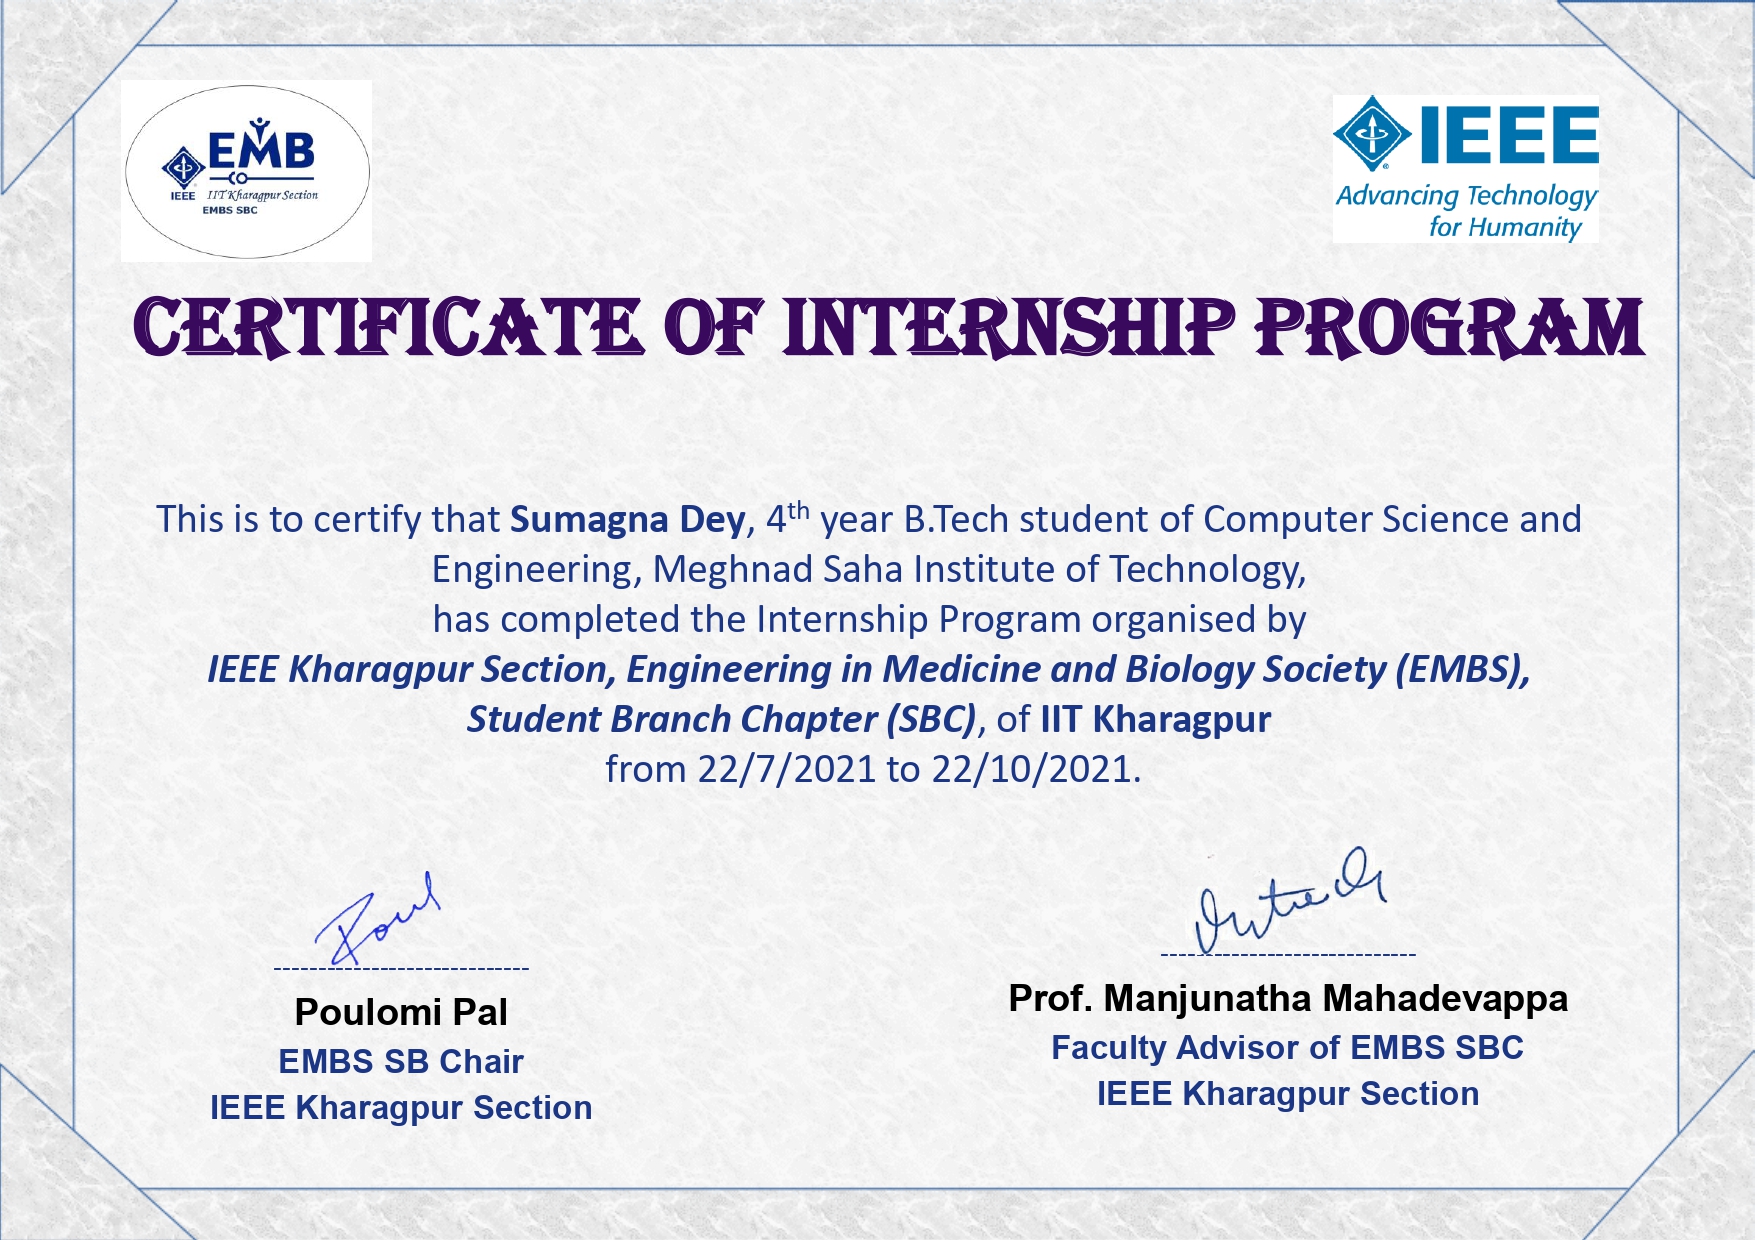 EMB
IEEE IIT Kharagpur Section
EMBS SBC
IEEE
Advancing Technology
for Humanity
CERTIFICATE OF INTERNSHIP PROGRAM
This is to certify that Sumagna Dey, 4th year B.Tech student of Computer Science and
Engineering, Meghnad Saha Institute of Technology,
has completed the Internship Program organised by
IEEE Kharagpur Section, Engineering in Medicine and Biology Society (EMBS),
Student Branch Chapter (SBC), of IIT Kharagpur
from 22/7/2021 to 22/10/2021.
Poulomi Pal
EMBS SB Chair
IEEE Kharagpur Section
Prof. Manjunatha Mahadevappa
Faculty Advisor of EMBS SBC
IEEE Kharagpur Section